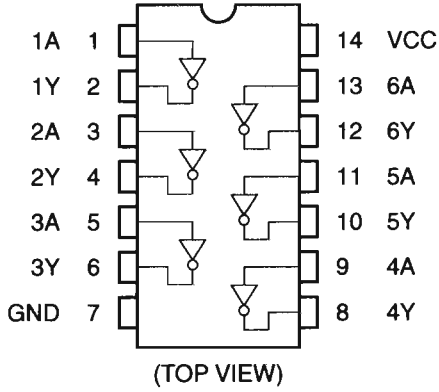 1A 1 14 VCC
1Y 2 13 6A
2A 3 12 6Y
2Y 4 11 5A
3A 5 10 5Y
3Y 6 9 4A
GND 7 8 4Y
(TOP VIEW)